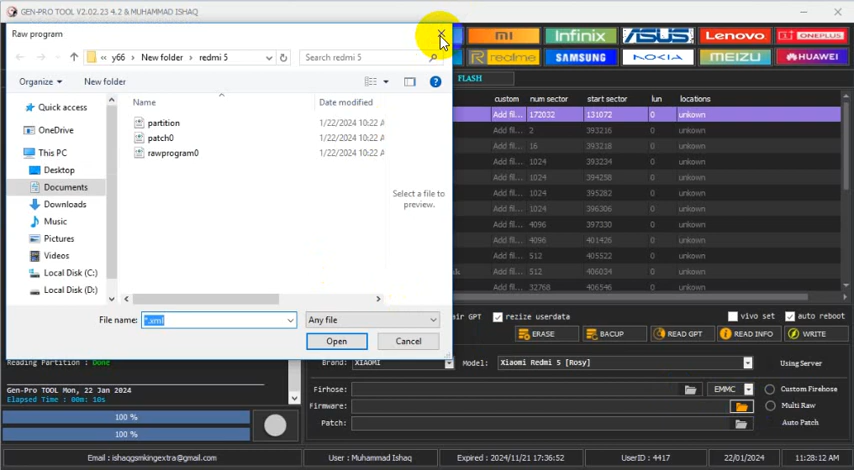 GEN-PRO TOOL V2.02.23 4.2 & MUHAMMAD ISHAQ
Raw program
y66 > New folder > redmi 5
Search redmi 5
Organize
New folder
Quick access
OneDrive
This PC
Desktop
Documents
Downloads
Music
Pictures
Videos
Local Disk (C:)
Local Disk (D:)
Name
Date modified
partition
1/22/2024 10:22 A
patch0
1/22/2024 10:22 A
rawprogram0
1/22/2024 10:22 A
Select a file to
preview.
File name:
*.xml
Any file
Open
Cancel
mi
Infinix
/SUS
Lenovo
ONEPLUS
realme
SAMSUNG
NOKIA
MEIZU
HUAWEI
FLASH
custom num sector start sector lun locations
Add fil... 172032 131072 0 unkown
Add fil... 2 393216 0 unkown
Add fil... 16 393218 0 unkown
Add fil... 1024 393234 0 unkown
Add fil... 1024 394258 0 unkown
Add fil... 1024 395282 0 unkown
Add fil... 1024 396306 0 unkown
Add fil... 4096 397330 0 unkown
Add fil... 4096 401426 0 unkown
Add fil... 512 405522 0 unkown
Add fil... 512 406034 0 unkown
Add fil... 32768 406546 0 unkown
air GPT
rezize userdata
vivo set
auto reboot
ERASE
BACUP
READ GPT
READ INFO
WRITE
Brand: XIAOMI
Model: Xiaomi Redmi 5 [Rosy]
Using Server
Firhose:
EMMC
Custom Firehose
Firmware:
Multi Raw
Patch:
Auto Patch
Reading Partition : Done
Gen-Pro TOOL Mon, 22 Jan 2024
Elapsed Time : 00m: 10s
100 %
100 %
Email : ishaqgsmkingextra@gmail.com
User : Muhammad Ishaq
Expired : 2024/11/21 17:36:52
UserID : 4417
22/01/2024
11:28:12 AM